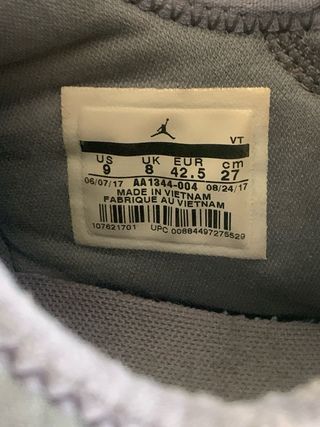 VT
US UK EUR cm
9 8 42.5 27
06/07/17 AA1344-004 08/24/17
MADE IN VIETNAM
FABRIQUE AU VIETNAM
107621701 UPC 00884497275529